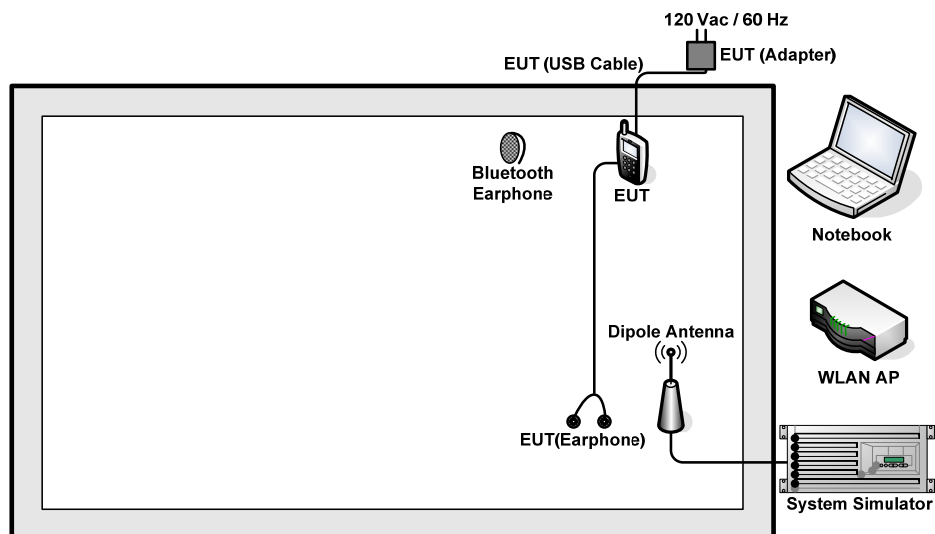 120 Vac / 60 Hz
EUT (Adapter)
EUT (USB Cable)
Bluetooth
Earphone
EUT
Notebook
Dipole Antenna
WLAN AP
EUT(Earphone)
System Simulator